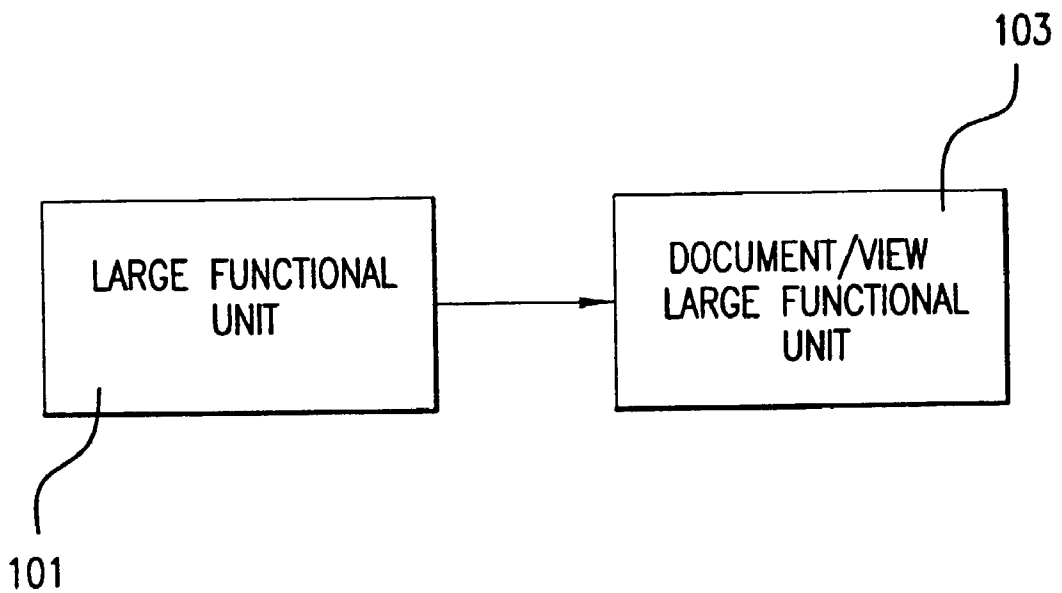 103
LARGE FUNCTIONAL
UNIT
DOCUMENT/VIEW
LARGE FUNCTIONAL
UNIT
101